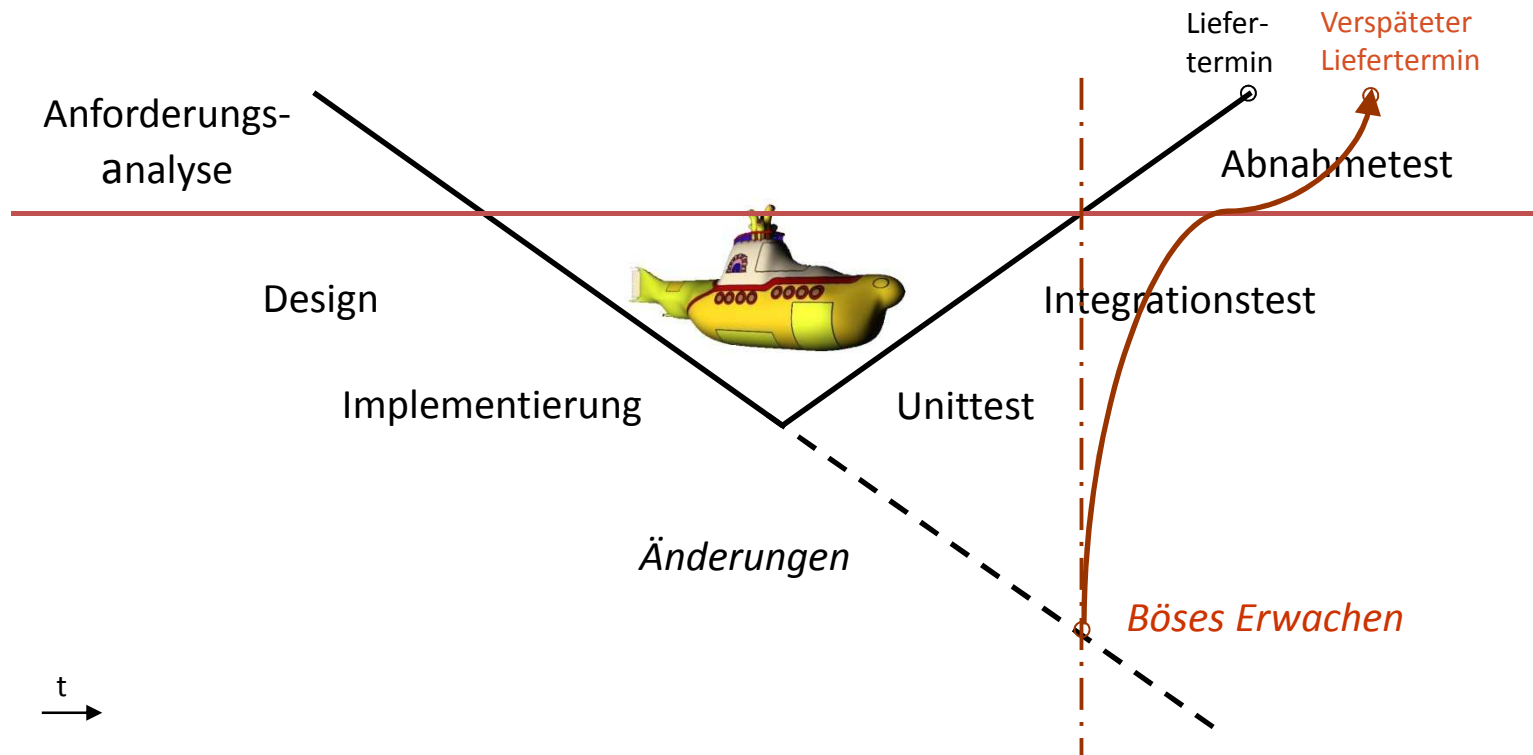 Liefer-
termin
Verspäteter
Liefertermin
Anforderungs-
analyse
Abnahmetest
Design
Integrationstest
Implementierung
Unittest
Änderungen
Böses Erwachen
t